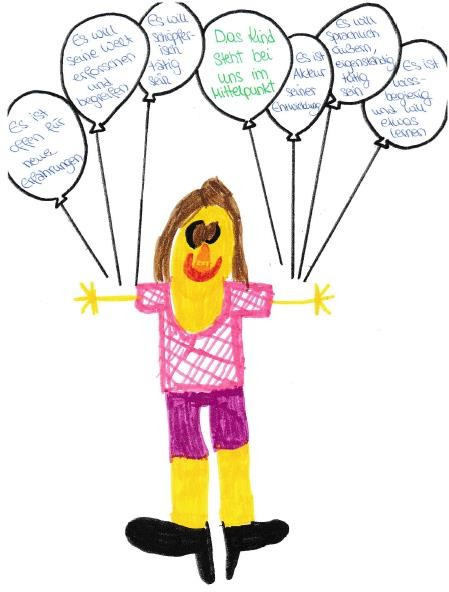 Es ist
offen für
neue
Erfahrungen
Es will
seine Welt
erforschen
und
begreifen
Es will
schöpfer-
isch
tätig
sein
Das Kind
steht bei
uns im
Mittelpunkt
Es ist
Akteur
seiner
Entwicklung
Es will
sprachlich
äußern,
eigenständig
tätig
sein
Es ist
wiss-
begierig
und will
etwas
lernen